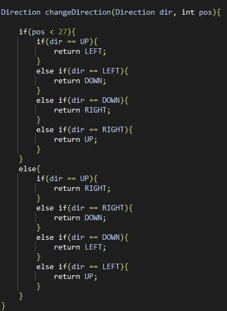 Direction changeDirection(Direction dir, int pos){
if(pos < 27){
if(dir == UP){
return LEFT;
}
else if(dir == LEFT){
return DOWN;
}
else if(dir == DOWN){
return RIGHT;
}
else if(dir == RIGHT){
return UP;
}
}
else{
if(dir == UP){
return RIGHT;
}
else if(dir == RIGHT){
return DOWN;
}
else if(dir == DOWN){
return LEFT;
}
else if(dir == LEFT){
return UP;
}
}
}